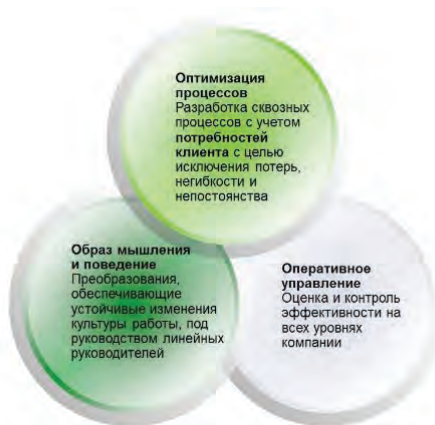 Оптимизация
процессов
Разработка сквозных
процессов с учетом
потребностей
клиента с целью
исключения потерь,
негибкости и
непостоянства
Образ мышления
и поведение
Преобразования,
обеспечивающие
устойчивые изменения
культуры работы, под
руководством линейных
руководителей
Оперативное
управление
Оценка и контроль
эффективности на
всех уровнях
компании